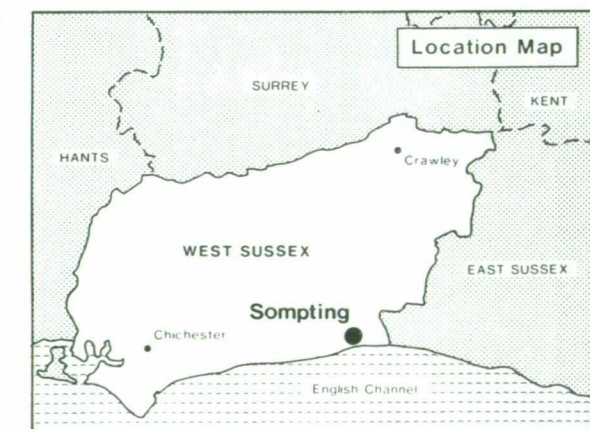 Location Map
SURREY
KENT
HANTS
Crawley
WEST SUSSEX
EAST SUSSEX
Sompting
Chichester
English Channel